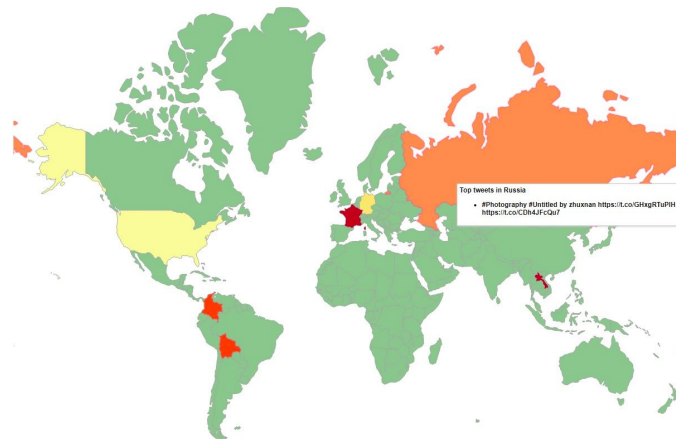 Top tweets in Russia
#Photography #Untitled by zhuxnan https://t.co/GHxgRTuPIH
https://t.co/CDh4JFcQu7